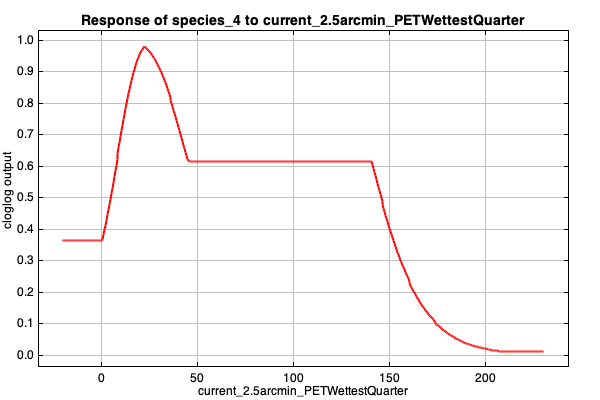 Response of species_4 to current_2.5arcmin_PETWettestQuarter
1.0
0.9
0.8
0.7
0.6
0.5
0.4
0.3
0.2
0.1
0.0
cloglog output
0 50 100 150 200
current_2.5arcmin_PETWettestQuarter